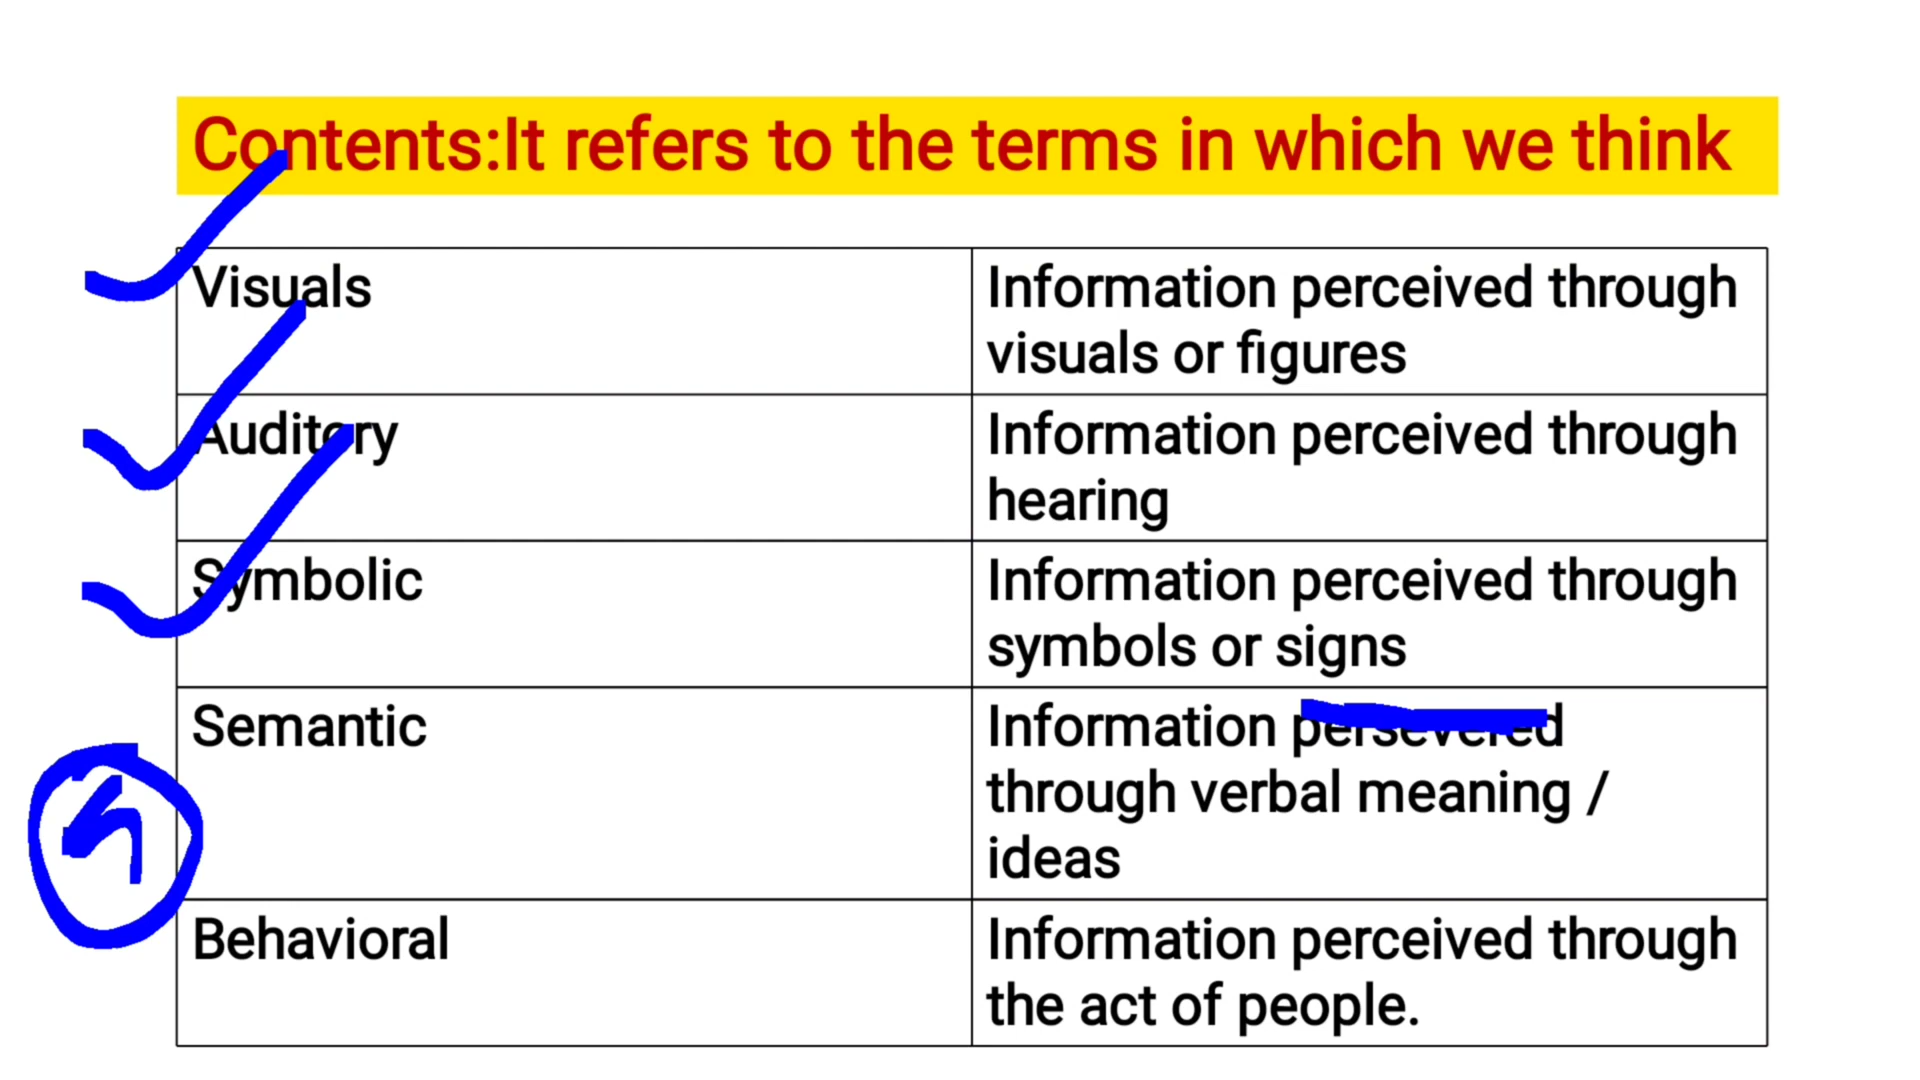 Contents:It refers to the terms in which we think
Visuals
Information perceived through
visuals or figures
Auditory
Information perceived through
hearing
Symbolic
Information perceived through
symbols or signs
Semantic
Information persevered
through verbal meaning /
ideas
Behavioral
Information perceived through
the act of people.